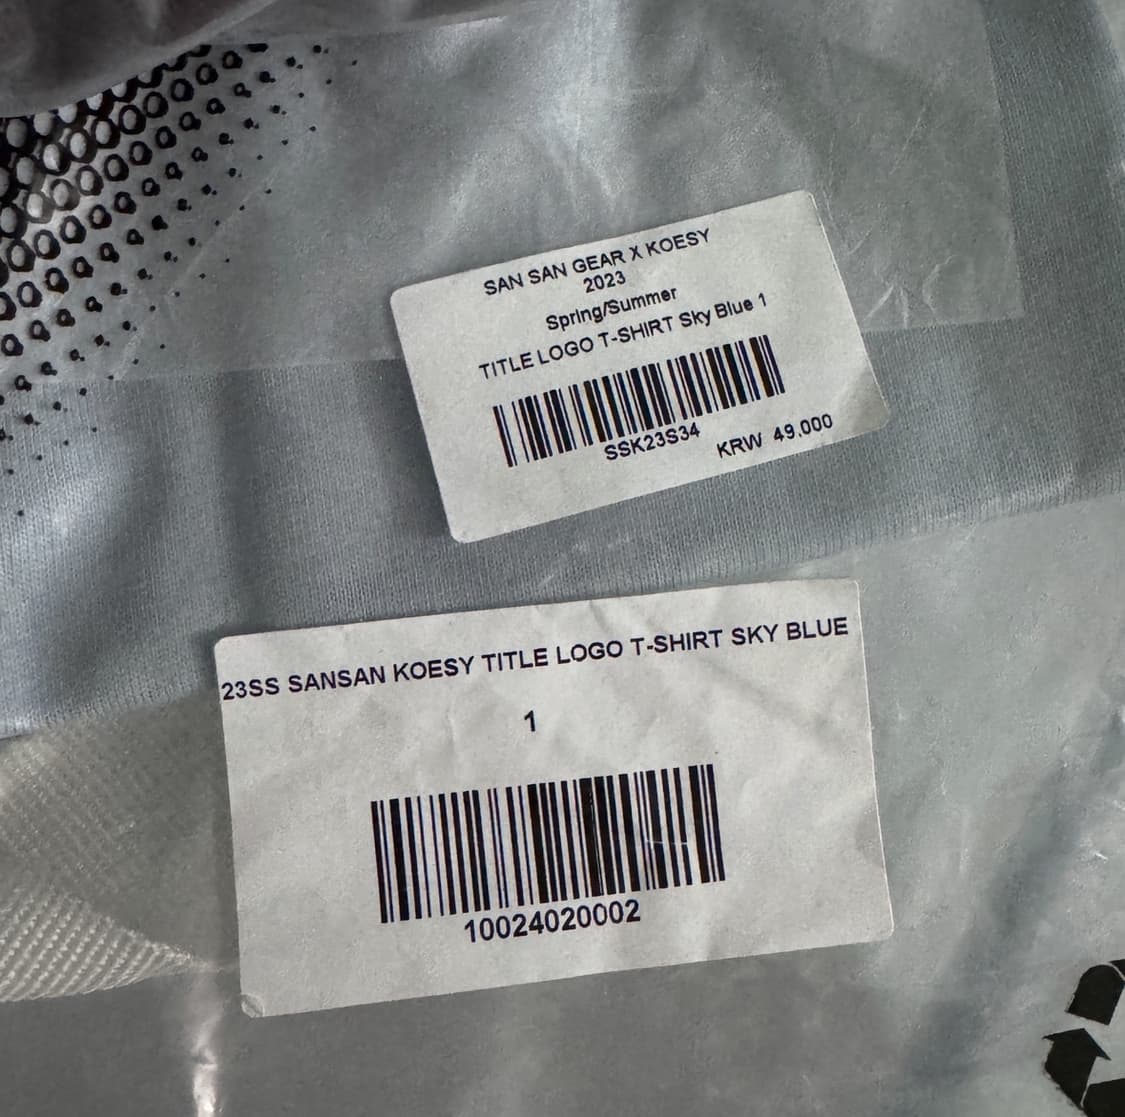 SAN SAN GEAR X KOESY
2023
Spring/Summer
TITLE LOGO T-SHIRT Sky Blue 1
SSK23S34
KRW 49.000
23SS SANSAN KOESY TITLE LOGO T-SHIRT SKY BLUE
1
10024020002